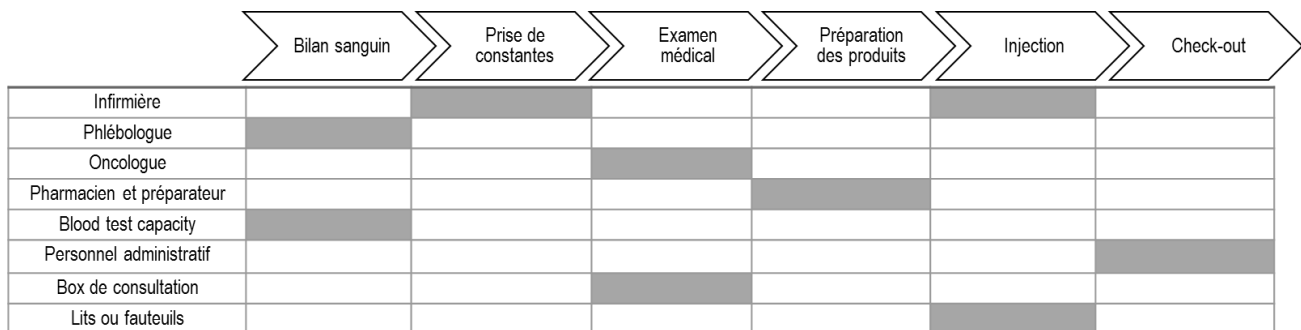 Bilan sanguin
Prise de
constantes
Examen
médical
Préparation
des produits
Injection
Check-out
Infirmière
Phlébologue
Oncologue
Pharmacien et préparateur
Blood test capacity
Personnel administratif
Box de consultation
Lits ou fauteuils